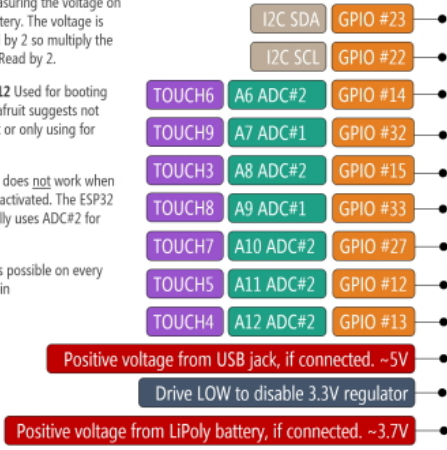 asuring the voltage on
tery. The voltage is
by 2 so multiply the
Read by 2.
12 Used for booting
afruit suggests not
or only using for
does not work when
activated. The ESP32
lly uses ADC#2 for
s possible on every
in
I2C SDA GPIO #23
I2C SCL GPIO #22
TOUCH6 A6 ADC#2 GPIO #14
TOUCH9 A7 ADC#1 GPIO #32
TOUCH3 A8 ADC#2 GPIO #15
TOUCH8 A9 ADC#1 GPIO #33
TOUCH7 A10 ADC#2 GPIO #27
TOUCH5 A11 ADC#2 GPIO #12
TOUCH4 A12 ADC#2 GPIO #13
Positive voltage from USB jack, if connected. ~5V
Drive LOW to disable 3.3V regulator
Positive voltage from LiPoly battery, if connected. ~3.7V